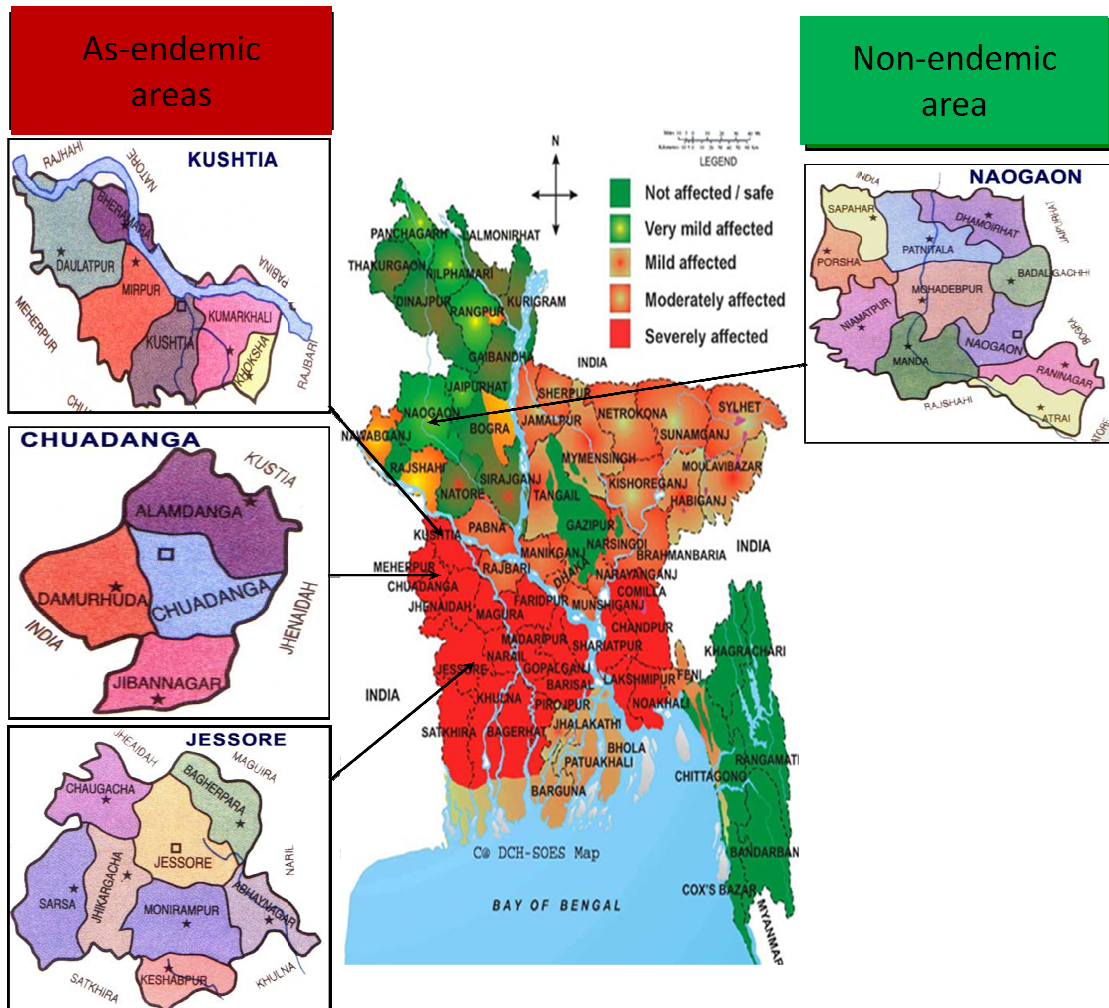 As-endemic
areas
Non-endemic
area
KUSHTIA
RAJHAHI
NATORE
BHERAMARA
DAULATPUR
MIRPUR
PABINA
MEHERPUR
KUMARKHALI
KUSHTIA
KHOKSHA
RAJBARI
CHUADANGA
KUSTIA
ALAMDANGA
DAMURHUDA
CHUADANGA
INDIA
JHENAIDAH
JIBANNAGAR
JESSORE
JHEAIDAH
MAGUIRA
CHAUGACHA
BAGHERPARA
NARIL
JESSORE
SARSA
JHIKARGACHA
ABHAYNAGAR
MONIRAMPUR
KESHABPUR
SATKHIRA
KHULNA
N
LEGEND
Not affected / safe
Very mild affected
Mild affected
Moderately affected
Severely affected
PANCHAGARH
LALMONIRHAT
THAKURGAON
NILPHAMARI
DINAJPUR
KURIGRAM
RANGPUR
GAIBANDHA
INDIA
JAIPURHAT
SHERPUR
NAOGAON
JAMALPUR
NETROKONA
SYLHET
BOGRA
SUNAMGANJ
NAWABGANJ
MYMENSINGH
RAJSHAHI
MOULAVIBAZAR
SIRAJGANJ
KISHOREGANJ
NATORE
TANGAIL
HABIGANJ
PABNA
GAZIPUR
KUSHTIA
NARSINGDI
MANIKGANJ
BRAHMANBARIA
INDIA
MEHERPUR
RAJBARI
DHAKA
NARAYANGANJ
CHUADANGA
COMILLA
JHENAIDAH
FARIDPUR
MUNSHIGANJ
MAGURA
CHANDPUR
MADARIPUR
SHARIATPUR
KHAGRACHARI
NARAIL
JESSORE
GOPALGANJ
LAKSHMIPUR
FENI
BARISAL
INDIA
KHULNA
PIROJPUR
NOAKHALI
JHALAKATHI
SATKHIRA
BAGERHAT
BHOLA
RANGAMATI
PATUAKHALI
CHITTAGONG
BARGUNA
C@ DCH-SOES Map
BANDARBAN
COX'S BAZAR
BAY OF BENGAL
MYANMAR
NAOGAON
INDIA
SAPAHAR
DHAMOIRHAT
JAIPURHAT
PATNITALA
PORSHA
BADALIGACHHI
MOHADEBPUR
NIAMATPUR
BOGRA
NAOGAON
MANDA
RANINAGAR
RAJSHAHI
ATRAI